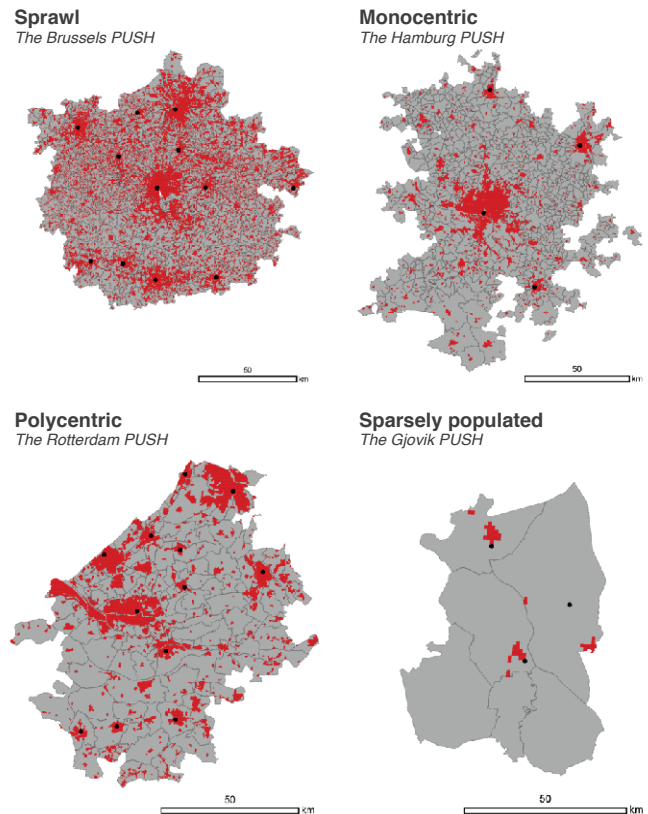 Sprawl
The Brussels PUSH
50
km
Monocentric
The Hamburg PUSH
50
km
Polycentric
The Rotterdam PUSH
50
km
Sparsely populated
The Gjovik PUSH
50
km